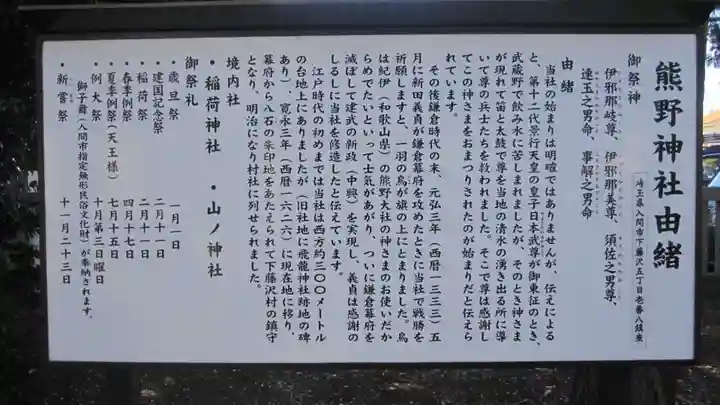 熊野神社由緒
埼玉県入間市下藤沢五丁目壱番八鎮座
御祭神
伊邪那岐尊、伊邪那美尊、須佐之男尊、
速玉之男命、事解之男命
由緒
当社の始まりは明確ではありませんが、伝えによる
と、第十二代景行天皇の皇子日本武尊が御東征のとき、
武蔵野で飲み水に苦しまれましたが、そのとき神さま
が現れて笛と太鼓で尊を当地の清水の湧き出る所に導
いて尊の兵士たちを救われました。そこで尊は感謝し
てこの神さまをおまつりされたのが始まりだと伝えら
れています。
その後鎌倉時代の末、元弘三年(西暦一三三三)五
月に新田義貞が鎌倉幕府を攻めたときに当社で戦勝を
祈願しますと、一羽の烏が旗の上にとまりました。烏
は紀伊(和歌山県)の熊野大社の神さまのお使いだか
らめでたいといって士気があがり、ついに鎌倉幕府を
滅ぼして建武の新政(中興)を実現し、義貞は感謝の
しるしに当社を修造したと伝えています。
江戸時代の初めまでは当社は西方約三〇〇メートル
の台地上にありましたが(旧社地に飛龍神社跡地の碑
あり)、寛永三年(西暦一六二六)に現在地に移り、
幕府から八石の朱印地をあたえられて下藤沢村の鎮守
となり、明治になり村社に列せられました。
境内社
・稲荷神社 ・山ノ神社
御祭礼
・歳旦祭 一月一日
・建国記念祭 二月十一日
・稲荷祭 二月十一日
・春季例祭 四月十七日
・夏季例祭(天王様) 七月十五日
・例大祭 十月第三日曜日
獅子舞(入間市指定無形民俗文化財)が奉納されます。
・新嘗祭 十一月二十三日